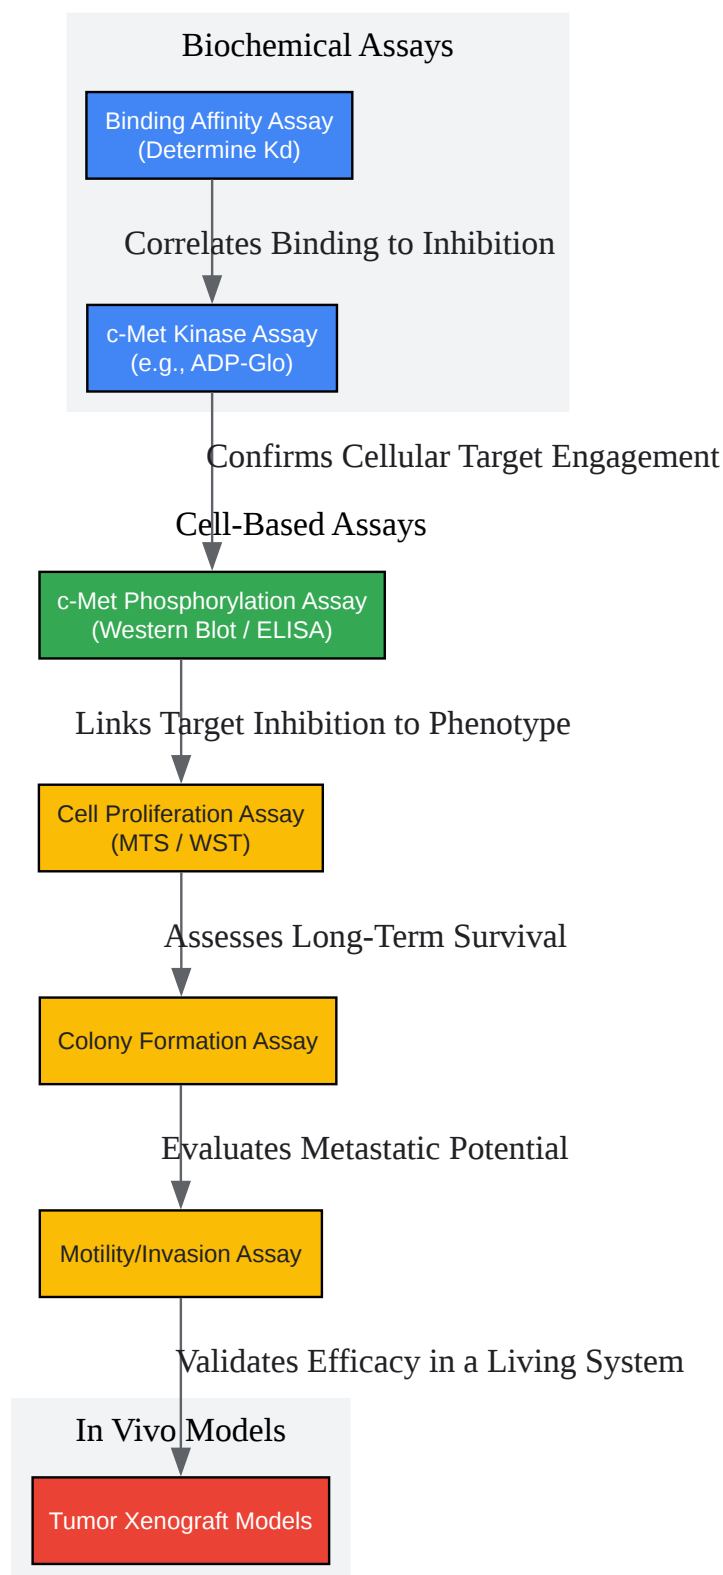 Biochemical Assays
Binding Affinity Assay
(Determine Kd)
Correlates Binding to Inhibition
c-Met Kinase Assay
(e.g., ADP-Glo)
Confirms Cellular Target Engagement
Cell-Based Assays
c-Met Phosphorylation Assay
(Western Blot / ELISA)
Links Target Inhibition to Phenotype
Cell Proliferation Assay
(MTS / WST)
Assesses Long-Term Survival
Colony Formation Assay
Evaluates Metastatic Potential
Motility/Invasion Assay
Validates Efficacy in a Living System
In Vivo Models
Tumor Xenograft Models